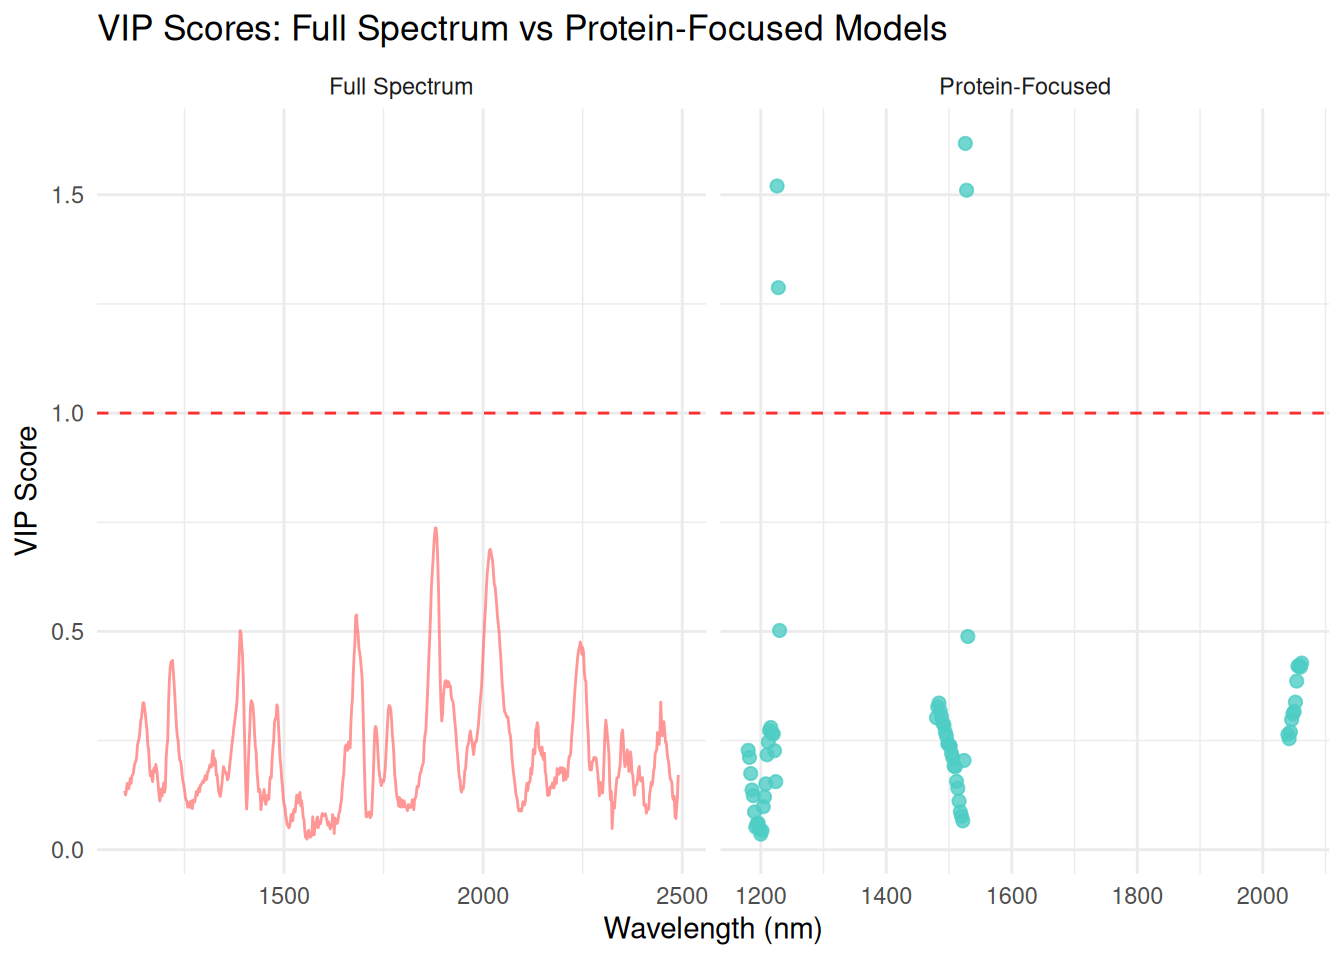 VIP Scores: Full Spectrum vs Protein-Focused Models
Full Spectrum
Protein-Focused
VIP Score
1.5
1.0
0.5
0.0
1500 2000 2500
1200 1400 1600 1800 2000
Wavelength (nm)